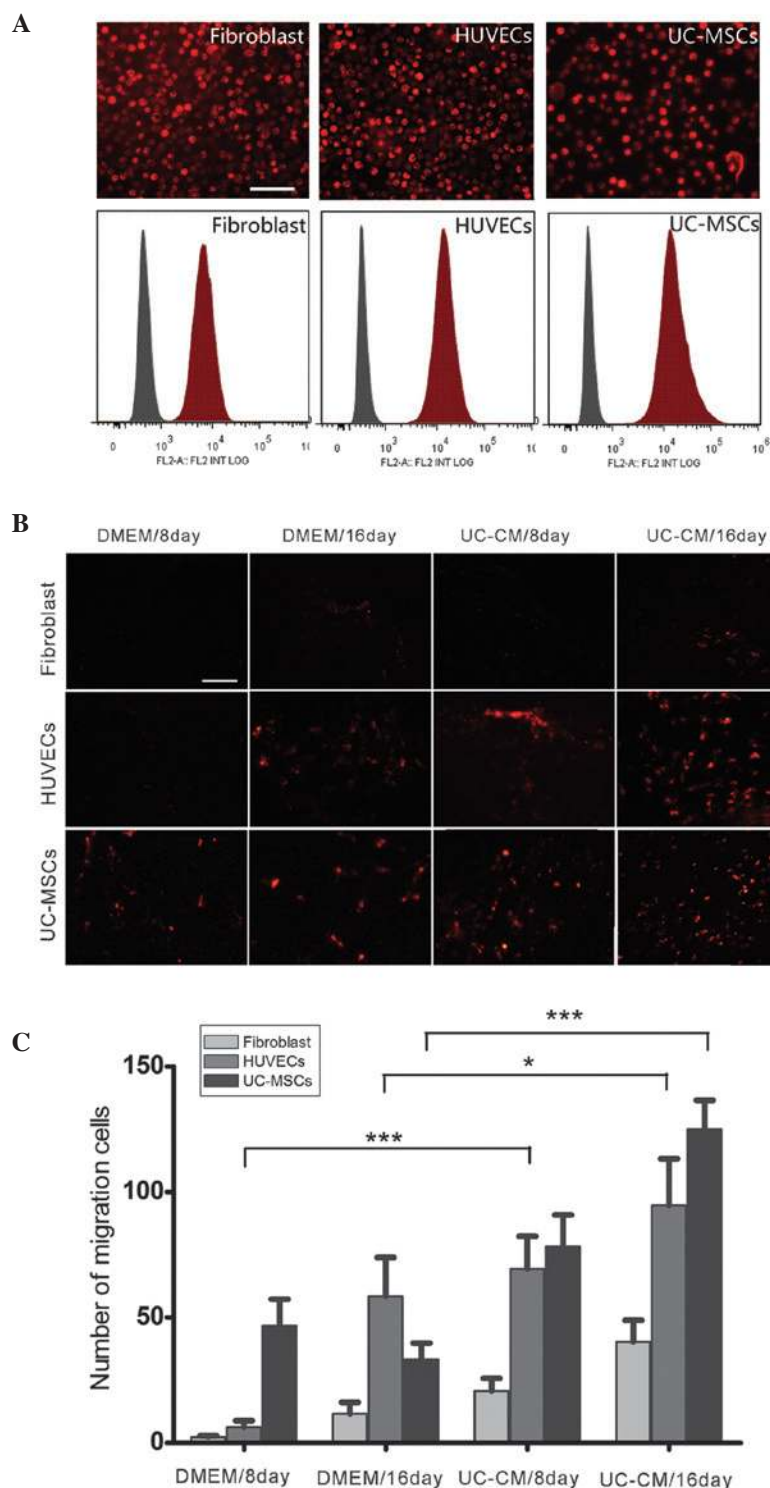 A
Fibroblast HUVECs UC-MSCs
Fibroblast HUVECs UC-MSCs
0 10³ 10⁴ 10⁵ 0 10³ 10⁴ 10⁵ 0 10³ 10⁴ 10⁵ 10⁶
FL2-A:: FL2 INT LOG FL2-A:: FL2 INT LOG FL2-A:: FL2 INT LOG
B
DMEM/8day DMEM/16day UC-CM/8day UC-CM/16day
Fibroblast
HUVECs
UC-MSCs
C
Fibroblast
HUVECs
UC-MSCs
***
*
***
Number of migration cells
150
100
50
0
DMEM/8day DMEM/16day UC-CM/8day UC-CM/16day